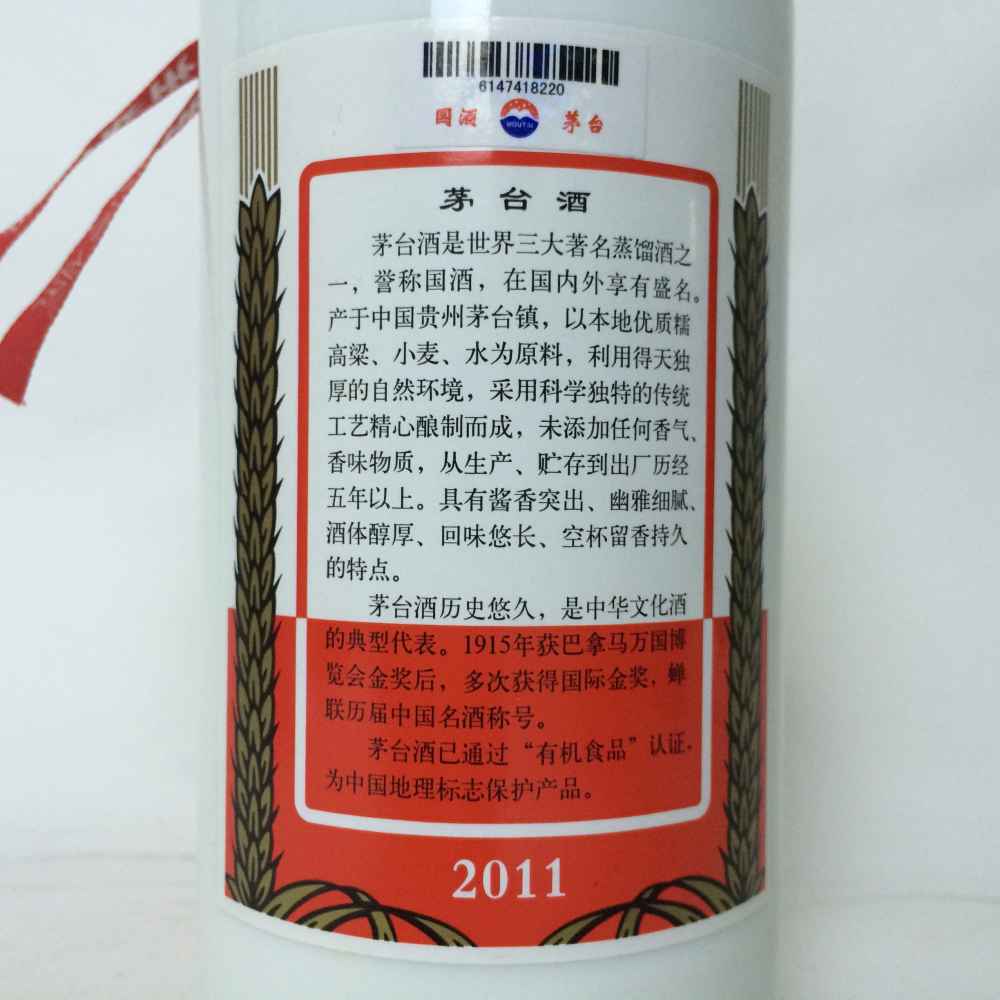 6147418220
国酒 MOUTAI 茅台
茅台酒
茅台酒是世界三大著名蒸馏酒之
一，誉称国酒，在国内外享有盛名。
产于中国贵州茅台镇，以本地优质糯
高粱、小麦、水为原料，利用得天独
厚的自然环境，采用科学独特的传统
工艺精心酿制而成，未添加任何香气、
香味物质，从生产、贮存到出厂历经
五年以上。具有酱香突出、幽雅细腻、
酒体醇厚、回味悠长、空杯留香持久
的特点。
茅台酒历史悠久，是中华文化酒
的典型代表。1915年获巴拿马万国博
览会金奖后，多次获得国际金奖，蝉
联历届中国名酒称号。
茅台酒已通过“有机食品”认证，
为中国地理标志保护产品。
2011